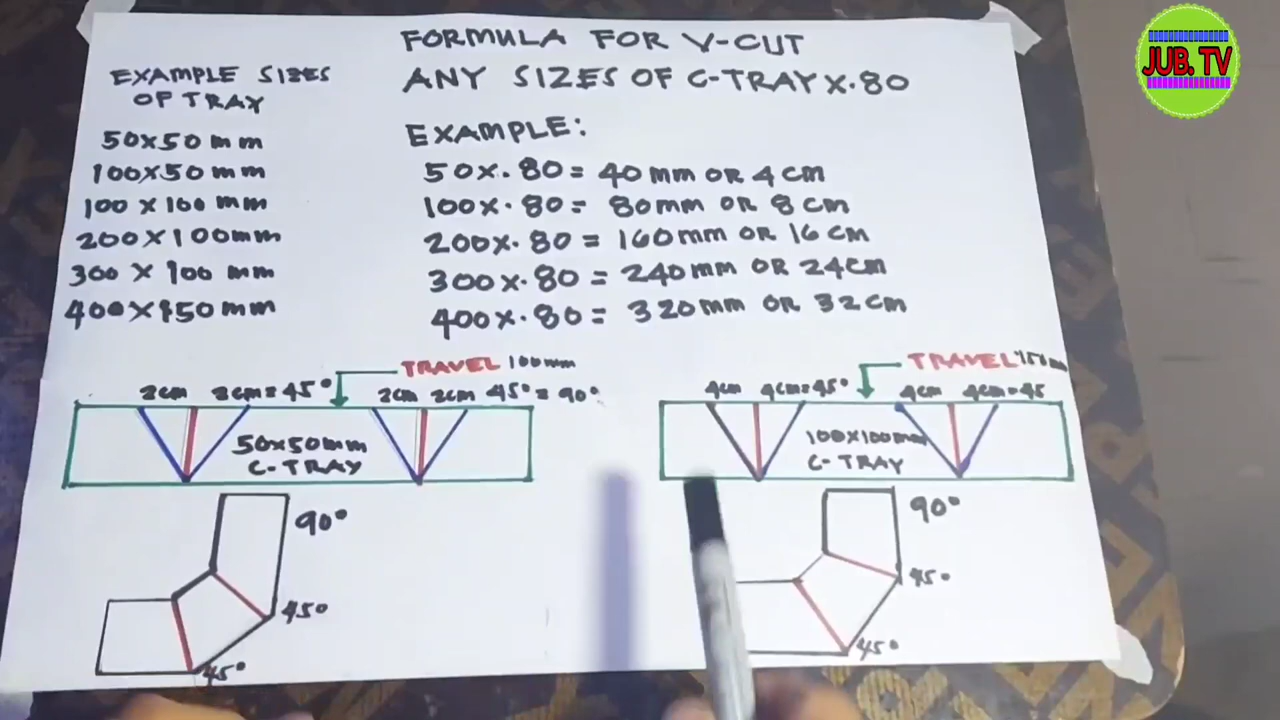 JUB.TV
FORMULA FOR V-CUT
ANY SIZES OF C-TRAY X.80
EXAMPLE SIZES
OF TRAY
50X50mm
100X50mm
100X100mm
200X100mm
300X100mm
400X150mm
EXAMPLE:
50X.80= 40mm OR 4cm
100X.80= 80mm OR 8cm
200X.80= 160mm OR 16cm
300X.80= 240mm OR 24cm
400X.80= 320mm OR 32cm
TRAVEL 100mm
2cm 2cm=45° 2cm 2cm 45°=90°
50X50mm
C-TRAY
90°
45°
45°
TRAVEL
4cm 4cm=45° 4cm 4cm=45
100X100mm
C-TRAY
90°
45°
45°